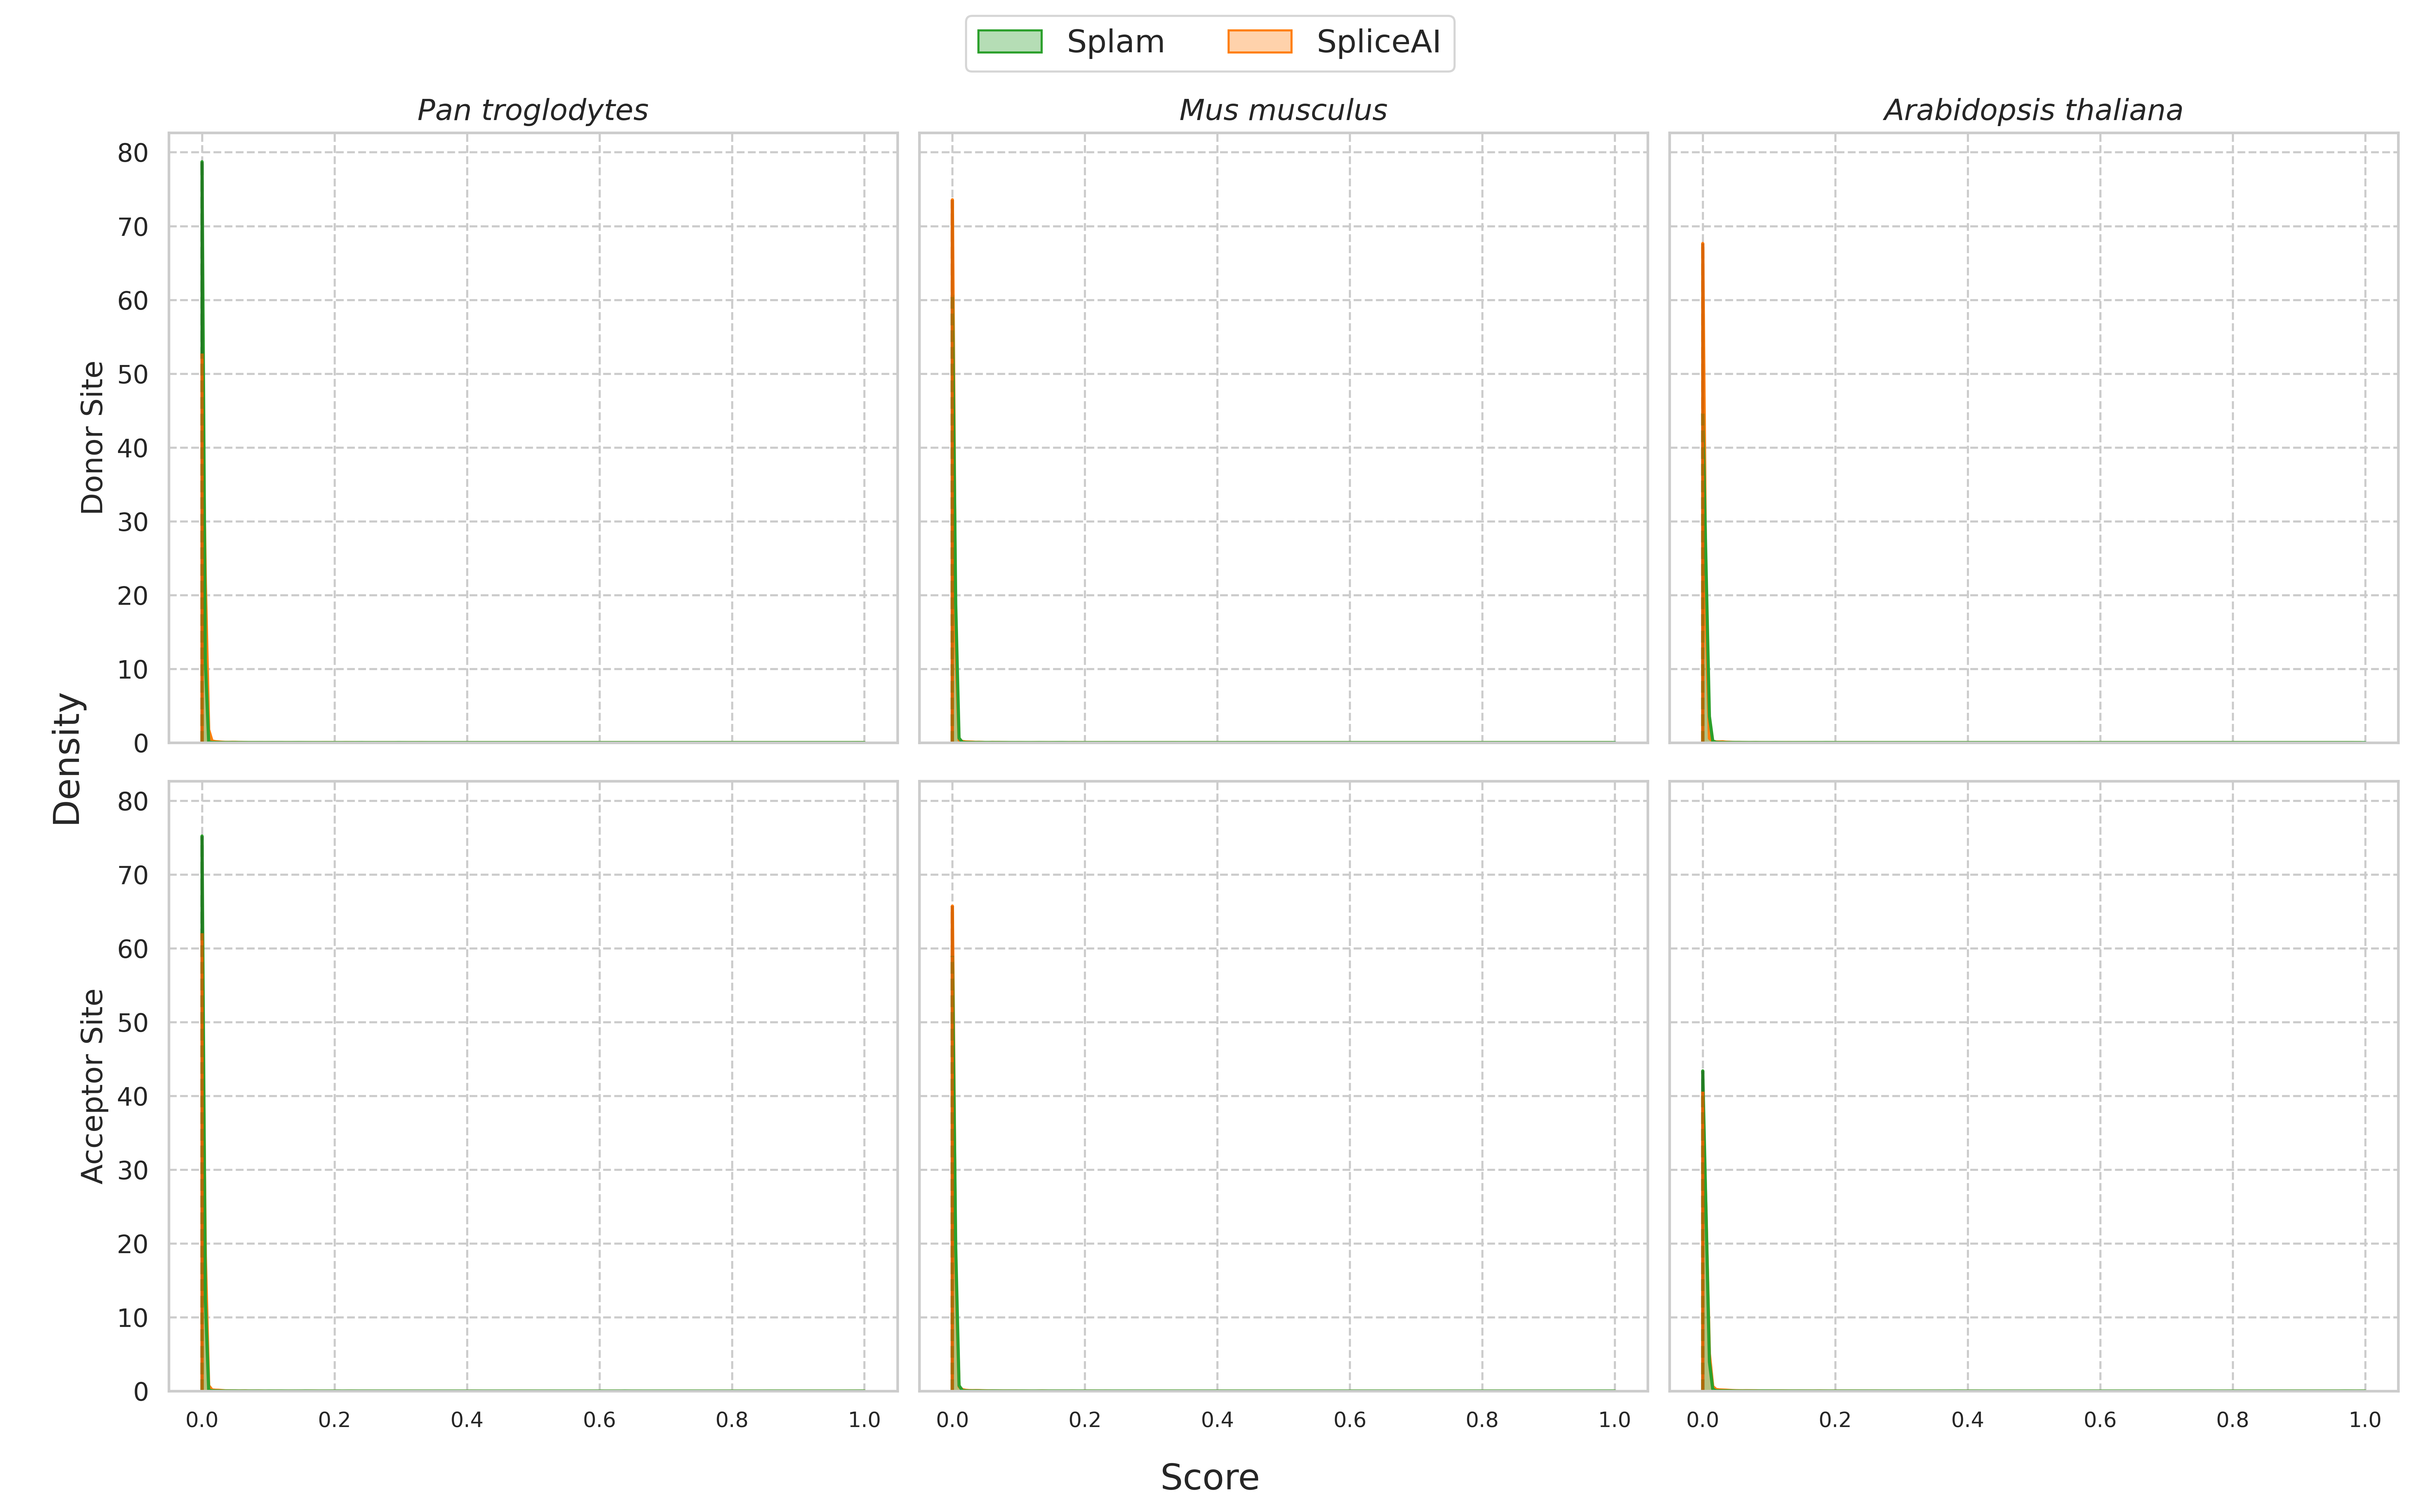 Splam SpliceAI
Pan troglodytes Mus musculus Arabidopsis thaliana
80
70
60
50
40
30
20
10
0
Donor Site
Density
80
70
60
50
40
30
20
10
0
Acceptor Site
0.0 0.2 0.4 0.6 0.8 1.0 0.0 0.2 0.4 0.6 0.8 1.0 0.0 0.2 0.4 0.6 0.8 1.0
Score